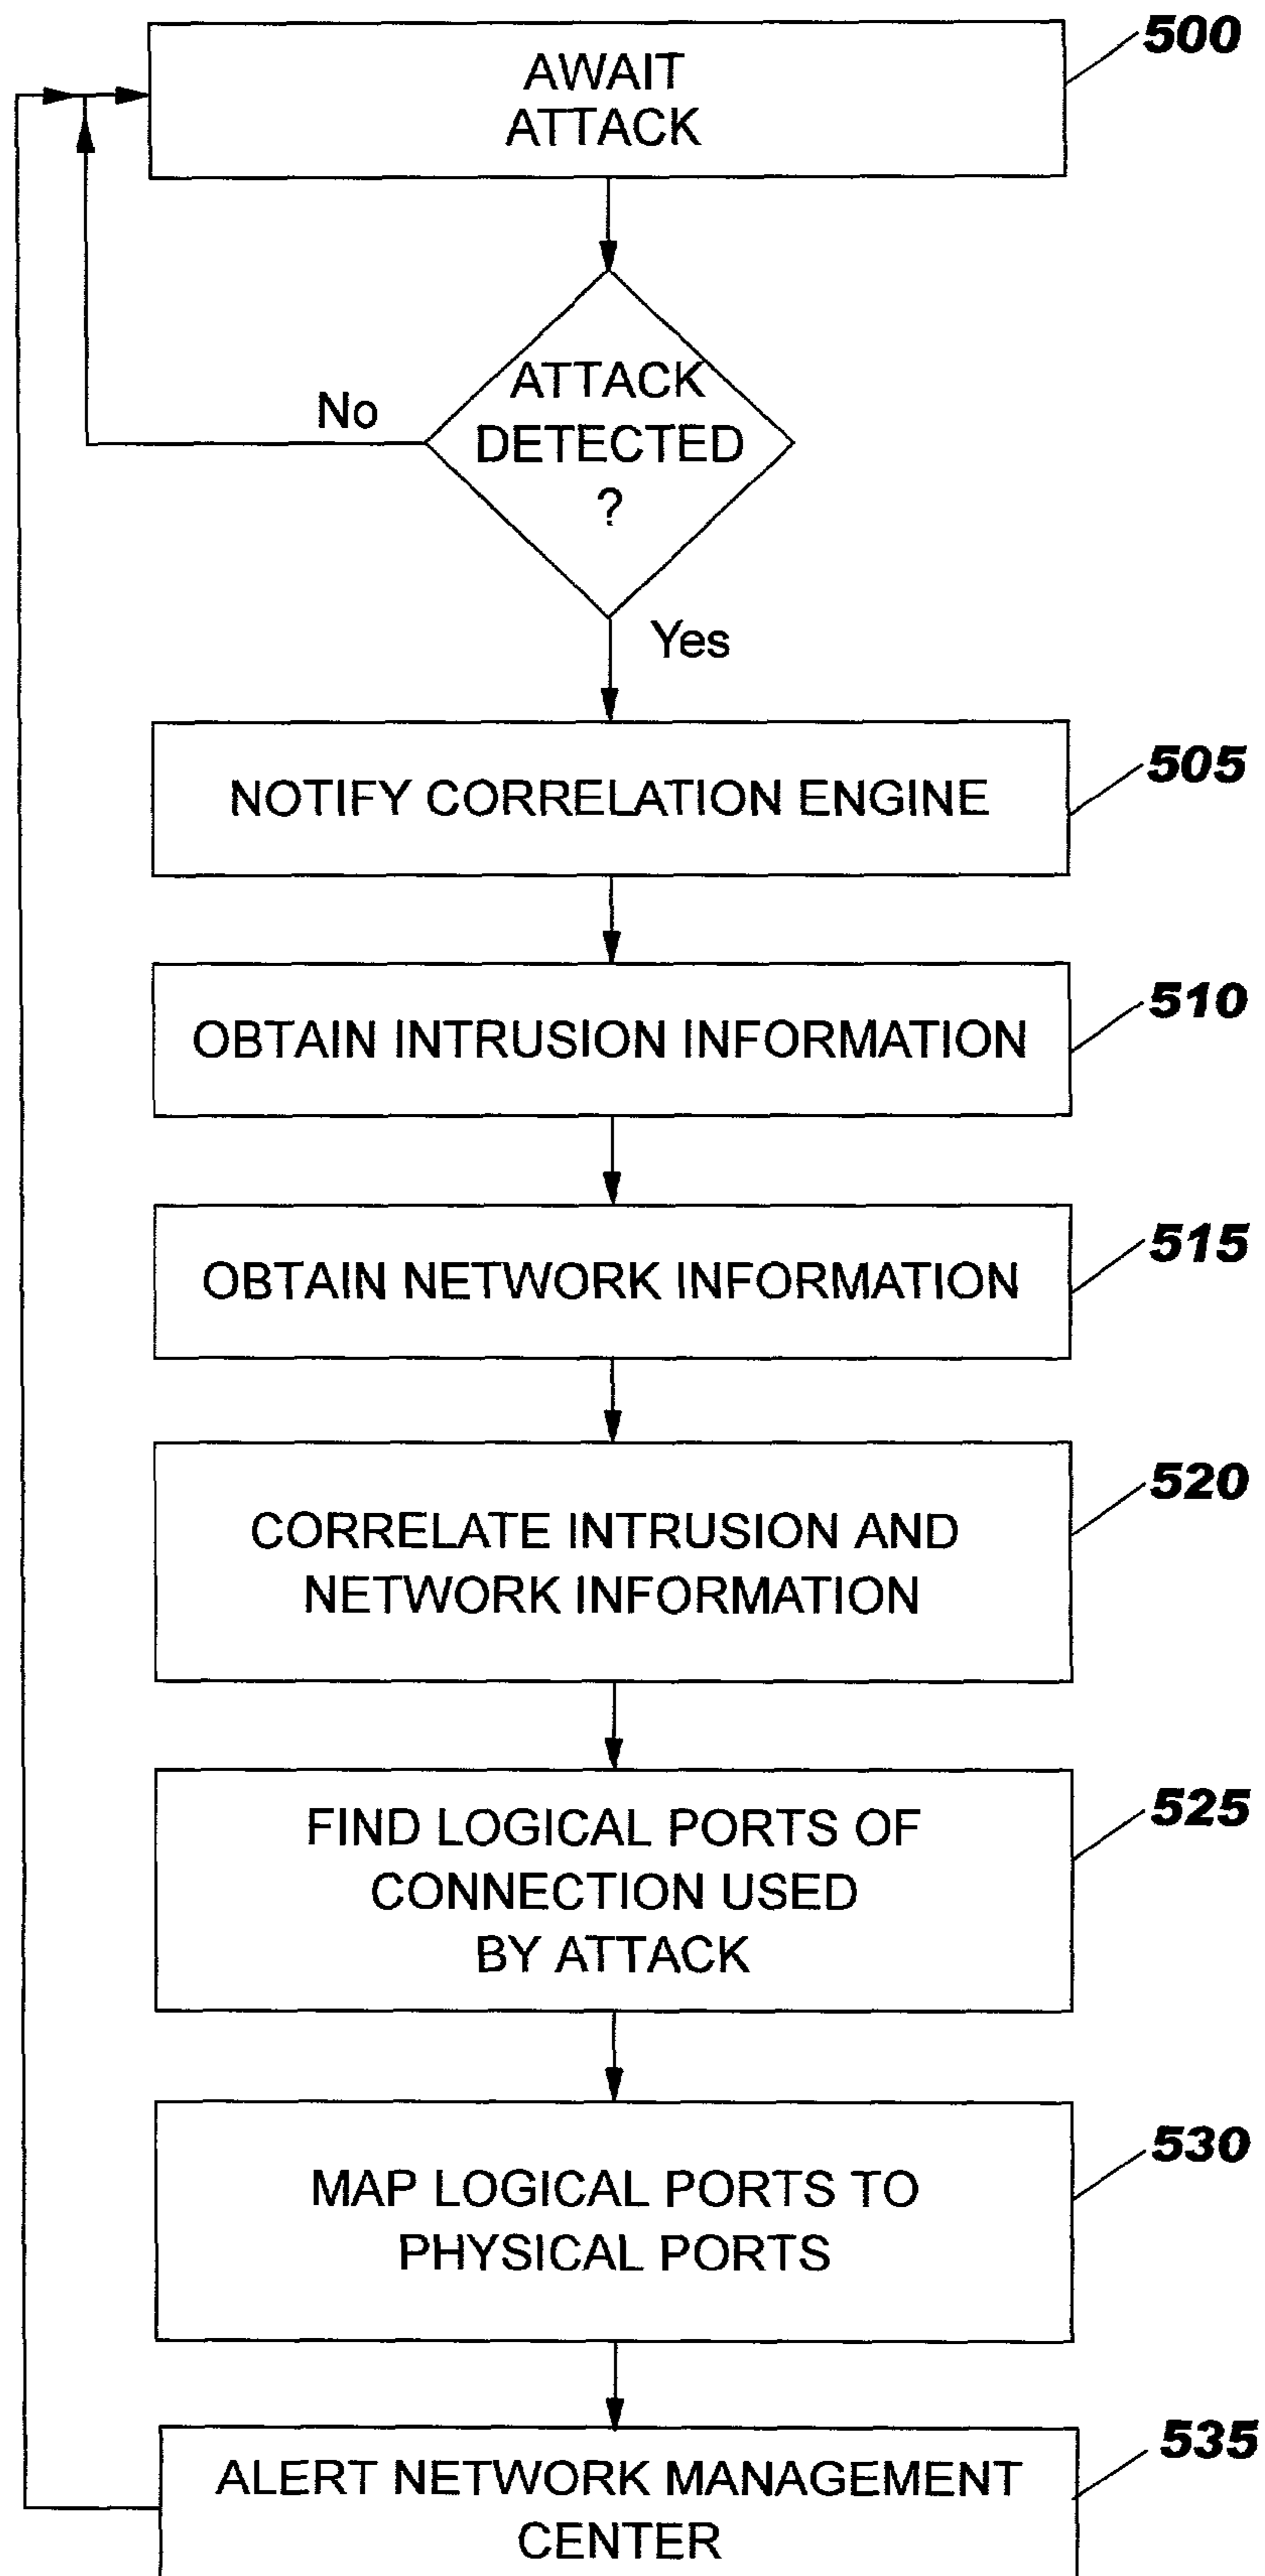 500
AWAIT
ATTACK
ATTACK
DETECTED
?
No
Yes
505
NOTIFY CORRELATION ENGINE
510
OBTAIN INTRUSION INFORMATION
515
OBTAIN NETWORK INFORMATION
520
CORRELATE INTRUSION AND
NETWORK INFORMATION
525
FIND LOGICAL PORTS OF
CONNECTION USED
BY ATTACK
530
MAP LOGICAL PORTS TO
PHYSICAL PORTS
535
ALERT NETWORK MANAGEMENT
CENTER